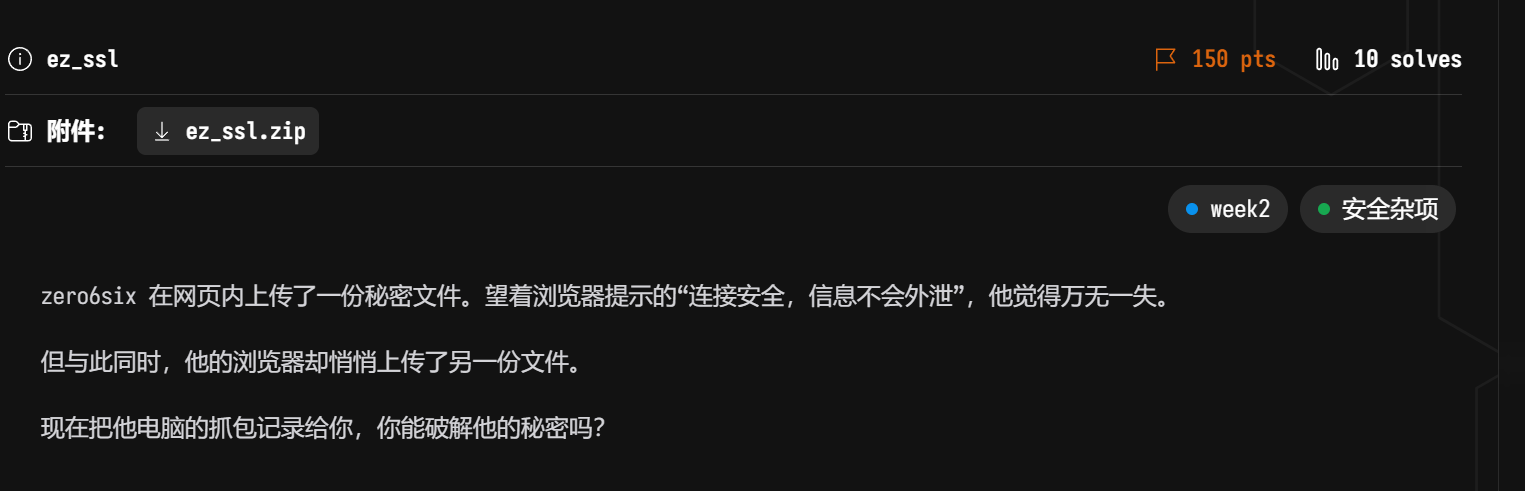 ez_ssl 150 pts 10 solves
附件： ez_ssl.zip
week2 安全杂项
zero6six 在网页内上传了一份秘密文件。望着浏览器提示的“连接安全，信息不会外泄”，他觉得万无一失。
但与此同时，他的浏览器却悄悄上传了另一份文件。
现在把他电脑的抓包记录给你，你能破解他的秘密吗？